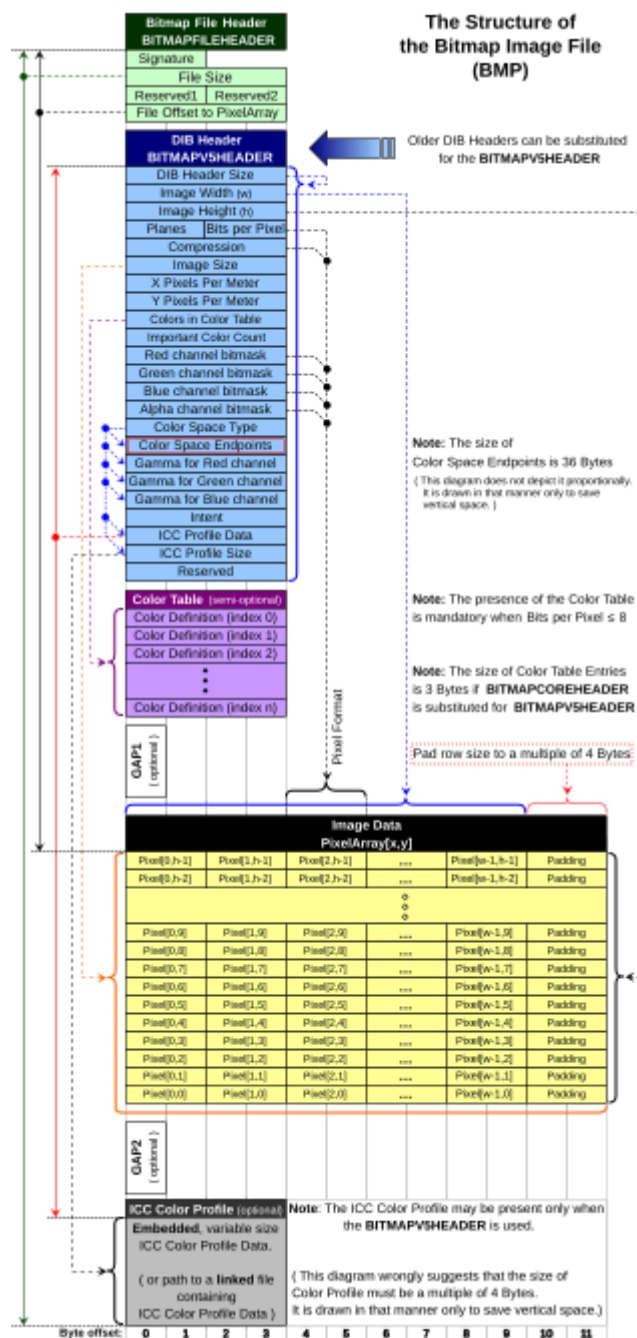 The Structure of
the Bitmap Image File
(BMP)
Bitmap File Header
BITMAPFILEHEADER
Signature
File Size
Reserved1 Reserved2
File Offset to PixelArray
DIB Header
BITMAPV5HEADER
Older DIB Headers can be substituted
for the BITMAPV5HEADER
DIB Header Size
Image Width (w)
Image Height (h)
Planes Bits per Pixel
Compression
Image Size
X Pixels Per Meter
Y Pixels Per Meter
Colors in Color Table
Important Color Count
Red channel bitmask
Green channel bitmask
Blue channel bitmask
Alpha channel bitmask
Color Space Type
Color Space Endpoints
Gamma for Red channel
Gamma for Green channel
Gamma for Blue channel
Intent
ICC Profile Data
ICC Profile Size
Reserved
Note: The size of
Color Space Endpoints is 36 Bytes
( This diagram does not depict it proportionally.
It is drawn in that manner only to save
vertical space. )
Color Table (semi-optional)
Color Definition (index 0)
Color Definition (index 1)
Color Definition (index 2)
Color Definition (index n)
Note: The presence of the Color Table
is mandatory when Bits per Pixel ≤ 8
Note: The size of Color Table Entries
is 3 Bytes if BITMAPCOREHEADER
is substituted for BITMAPV5HEADER
GAP1
( optional )
Pixel Format
Pad row size to a multiple of 4 Bytes
Image Data
PixelArray[x,y]
Pixel[0,h-1] Pixel[1,h-1] Pixel[2,h-1] .... Pixel[w-1,h-1] Padding
Pixel[0,h-2] Pixel[1,h-2] Pixel[2,h-2] .... Pixel[w-1,h-2] Padding
Pixel[0,9] Pixel[1,9] Pixel[2,9] .... Pixel[w-1,9] Padding
Pixel[0,8] Pixel[1,8] Pixel[2,8] .... Pixel[w-1,8] Padding
Pixel[0,7] Pixel[1,7] Pixel[2,7] .... Pixel[w-1,7] Padding
Pixel[0,6] Pixel[1,6] Pixel[2,6] .... Pixel[w-1,6] Padding
Pixel[0,5] Pixel[1,5] Pixel[2,5] .... Pixel[w-1,5] Padding
Pixel[0,4] Pixel[1,4] Pixel[2,4] .... Pixel[w-1,4] Padding
Pixel[0,3] Pixel[1,3] Pixel[2,3] .... Pixel[w-1,3] Padding
Pixel[0,2] Pixel[1,2] Pixel[2,2] .... Pixel[w-1,2] Padding
Pixel[0,1] Pixel[1,1] Pixel[2,1] .... Pixel[w-1,1] Padding
Pixel[0,0] Pixel[1,0] Pixel[2,0] .... Pixel[w-1,0] Padding
GAP2
( optional )
ICC Color Profile (optional)
Embedded, variable size
ICC Color Profile Data.
( or path to a linked file
containing
ICC Color Profile Data )
Note: The ICC Color Profile may be present only when
the BITMAPV5HEADER is used.
( This diagram wrongly suggests that the size of
Color Profile must be a multiple of 4 Bytes.
It is drawn in that manner only to save vertical space.)
Byte offset: 0 1 2 3 4 5 6 7 8 9 10 11